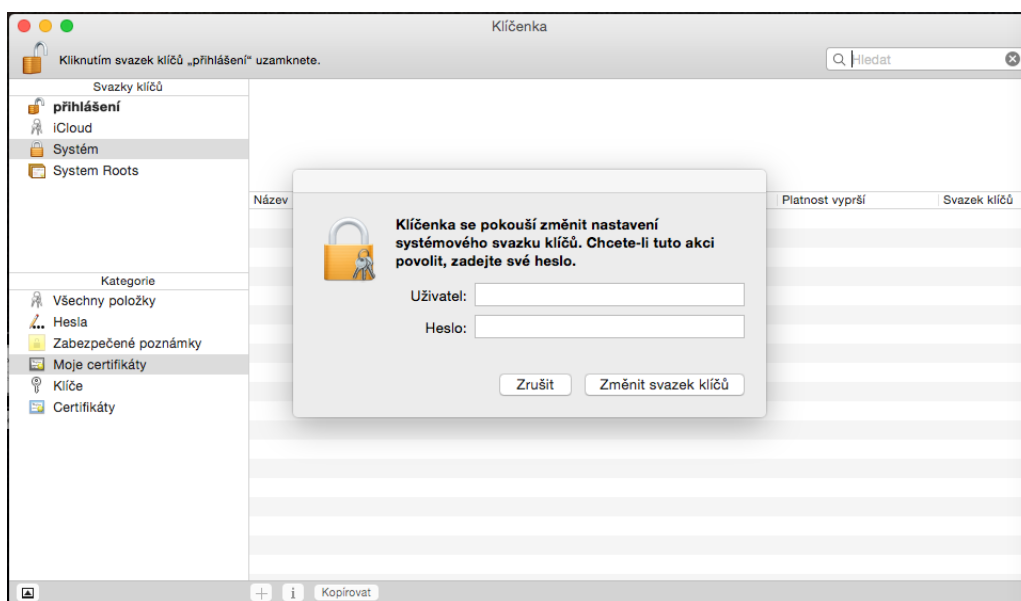 Klíčenka
Kliknutím svazek klíčů „přihlášení“ uzamknete.
Hledat
Svazky klíčů
přihlášení
iCloud
Systém
System Roots
Název
Platnost vyprší
Svazek klíčů
Klíčenka se pokouší změnit nastavení
systémového svazku klíčů. Chcete-li tuto akci
povolit, zadejte své heslo.
Uživatel:
Heslo:
Zrušit
Změnit svazek klíčů
Kategorie
Všechny položky
Hesla
Zabezpečené poznámky
Moje certifikáty
Klíče
Certifikáty
Kopírovat